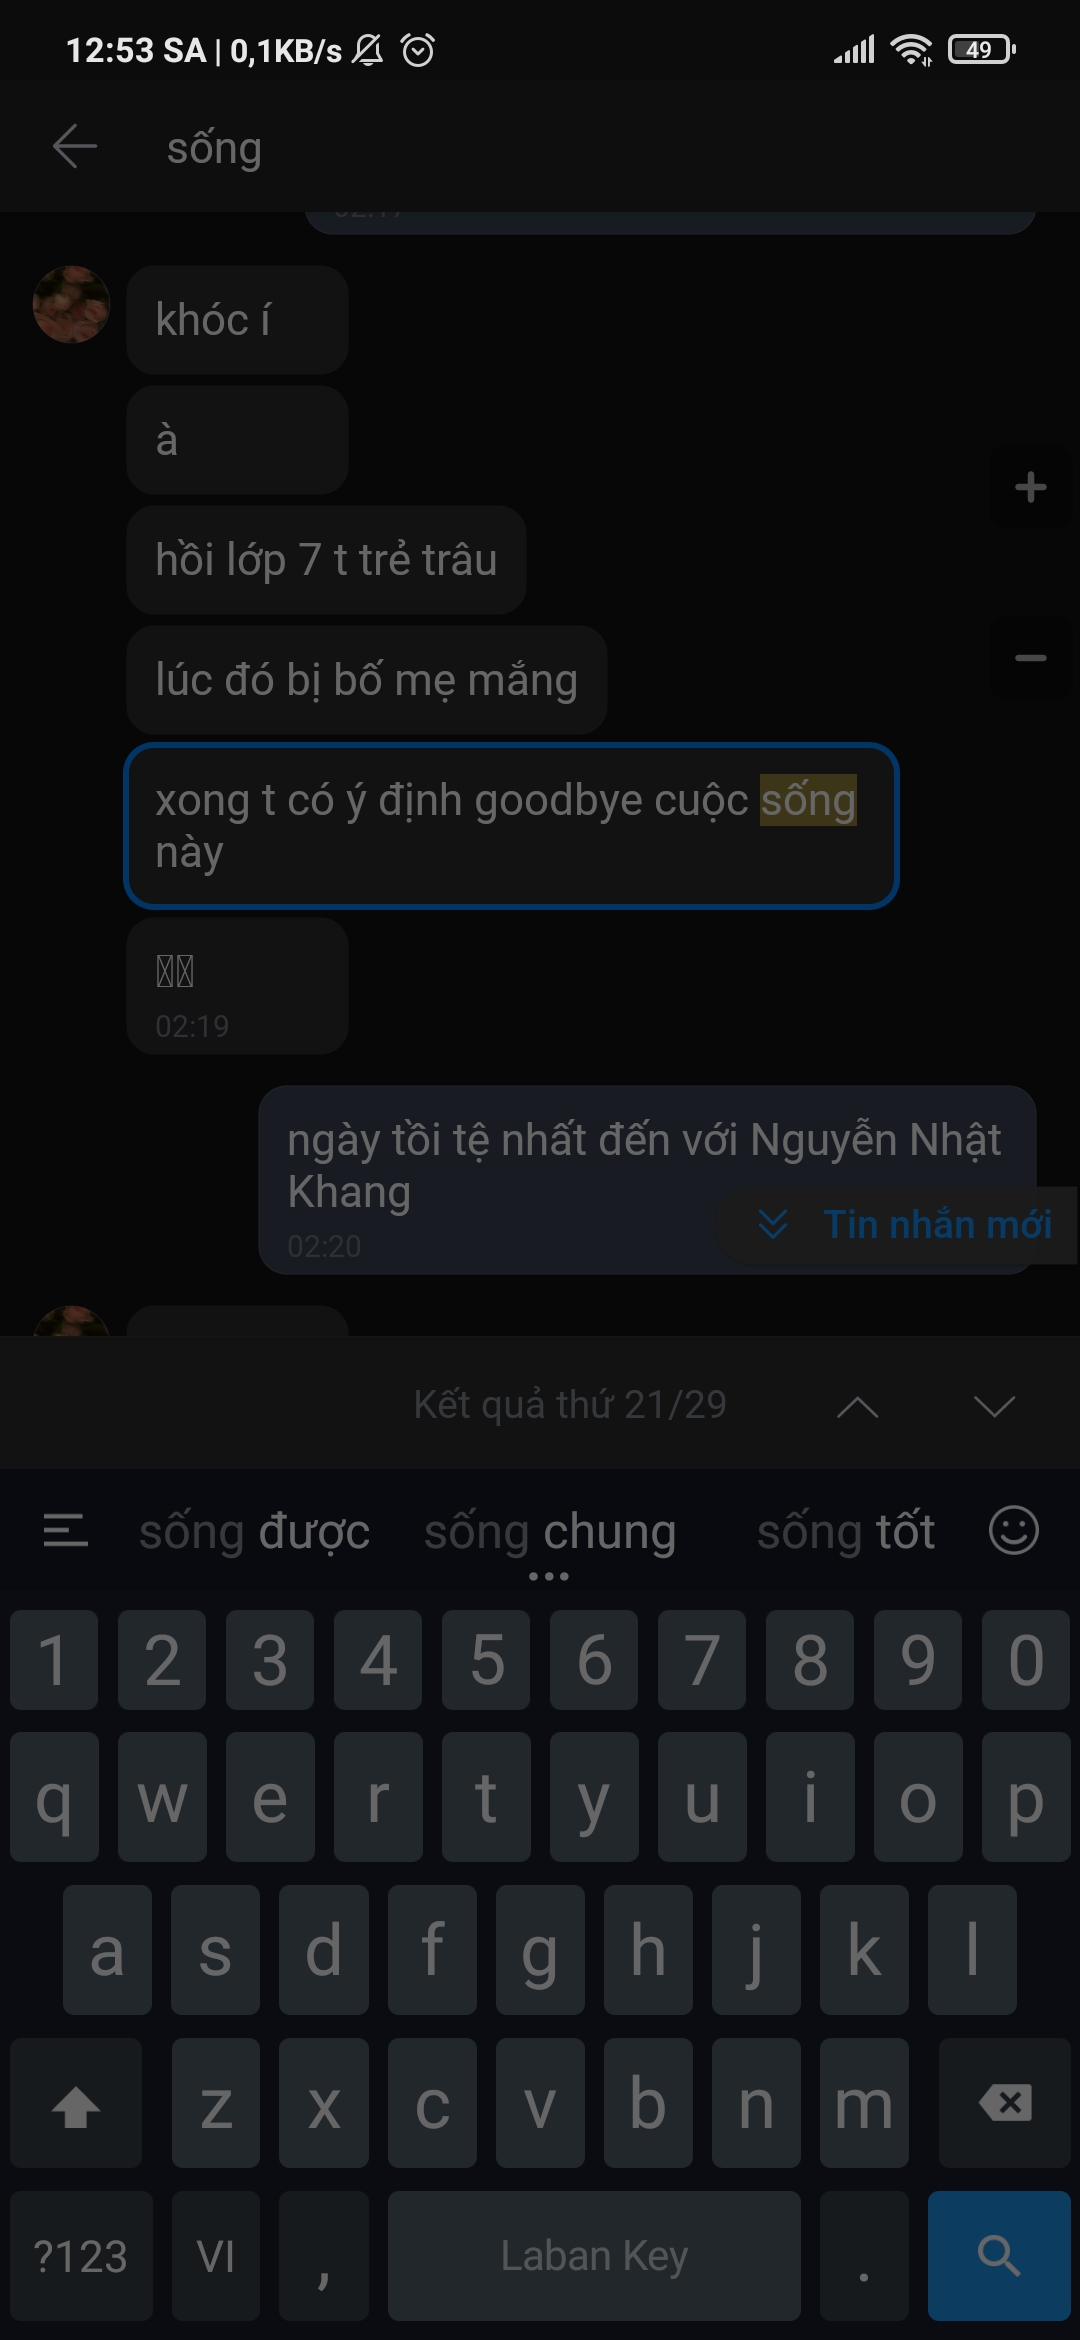 12:53 SA | 0,1KB/s
49
sống
khóc í
à
hồi lớp 7 t trẻ trâu
lúc đó bị bố mẹ mắng
xong t có ý định goodbye cuộc sống
này
02:19
ngày tồi tệ nhất đến với Nguyễn Nhật
Khang
02:20
Tin nhắn mới
Kết quả thứ 21/29
sống được sống chung sống tốt
1 2 3 4 5 6 7 8 9 0
q w e r t y u i o p
a s d f g h j k l
z x c v b n m
?123 VI , Laban Key .